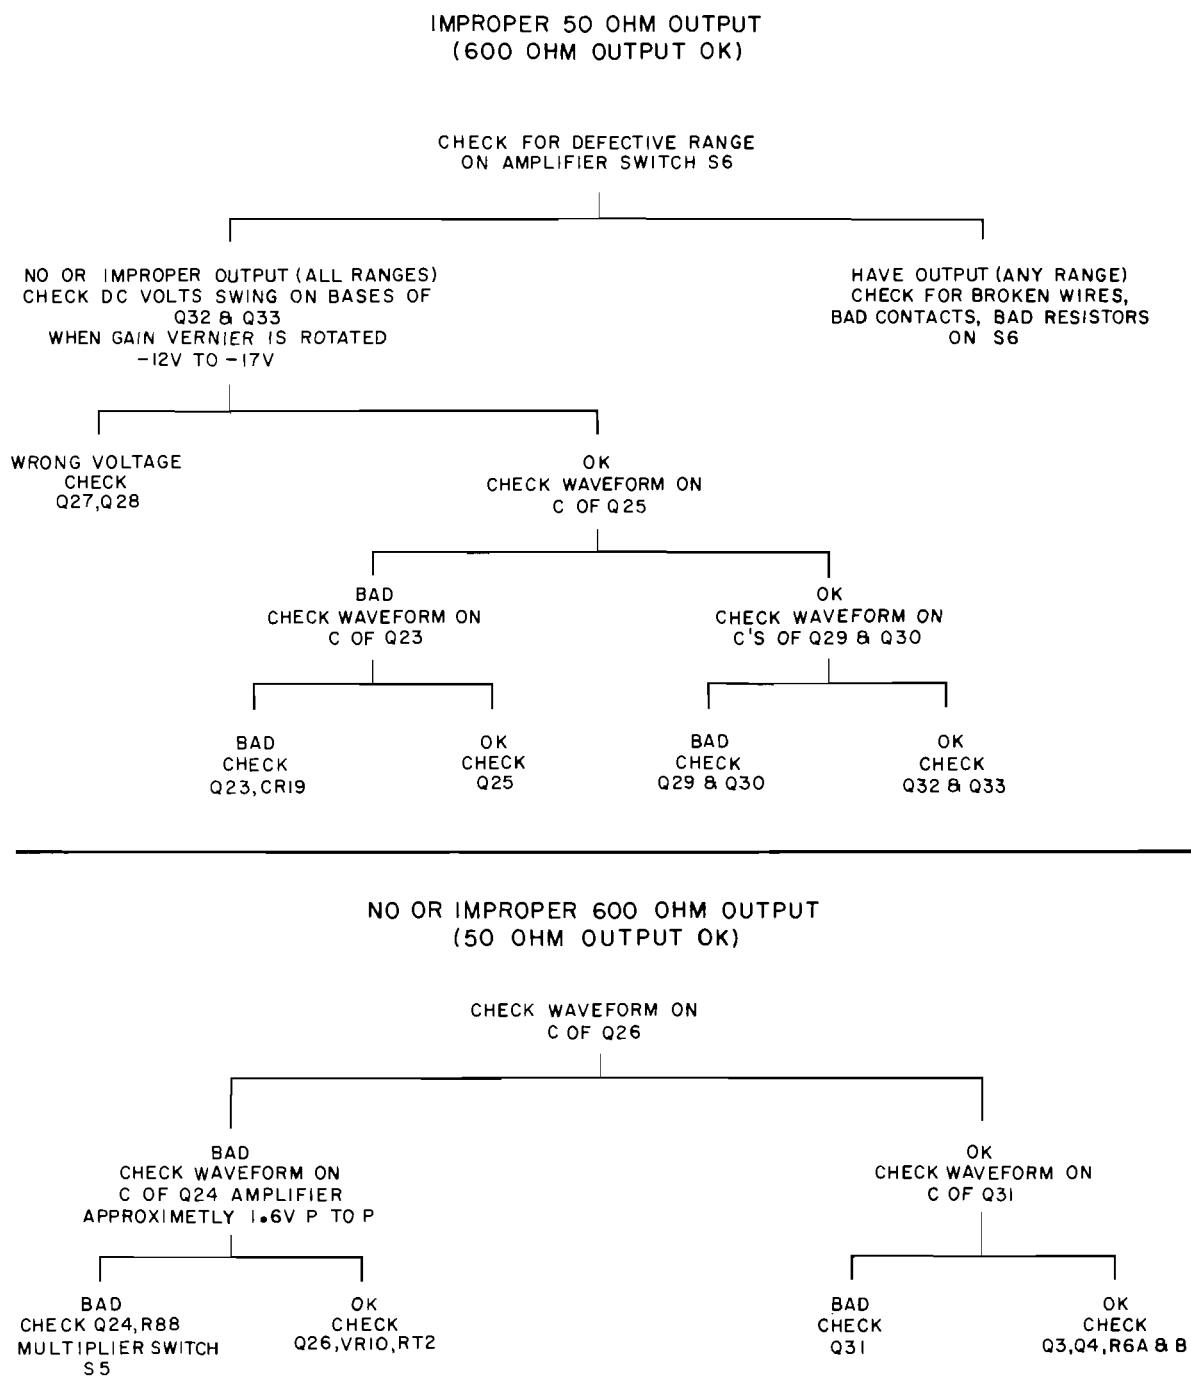 IMPROPER 50 OHM OUTPUT
(600 OHM OUTPUT OK)
CHECK FOR DEFECTIVE RANGE
ON AMPLIFIER SWITCH S6
NO OR IMPROPER OUTPUT (ALL RANGES)
CHECK DC VOLTS SWING ON BASES OF
Q32 & Q33
WHEN GAIN VERNIER IS ROTATED
-12V TO -17V
HAVE OUTPUT (ANY RANGE)
CHECK FOR BROKEN WIRES,
BAD CONTACTS, BAD RESISTORS
ON S6
WRONG VOLTAGE
CHECK
Q27,Q28
OK
CHECK WAVEFORM ON
C OF Q25
BAD
CHECK WAVEFORM ON
C OF Q23
OK
CHECK WAVEFORM ON
C'S OF Q29 & Q30
BAD
CHECK
Q23,CR19
OK
CHECK
Q25
BAD
CHECK
Q29 & Q30
OK
CHECK
Q32 & Q33
NO OR IMPROPER 600 OHM OUTPUT
(50 OHM OUTPUT OK)
CHECK WAVEFORM ON
C OF Q26
BAD
CHECK WAVEFORM ON
C OF Q24 AMPLIFIER
APPROXIMETLY 1.6V P TO P
OK
CHECK WAVEFORM ON
C OF Q31
BAD
CHECK Q24,R88
MULTIPLIER SWITCH
S5
OK
CHECK
Q26,VR10,RT2
BAD
CHECK
Q31
OK
CHECK
Q3,Q4,R6A & B